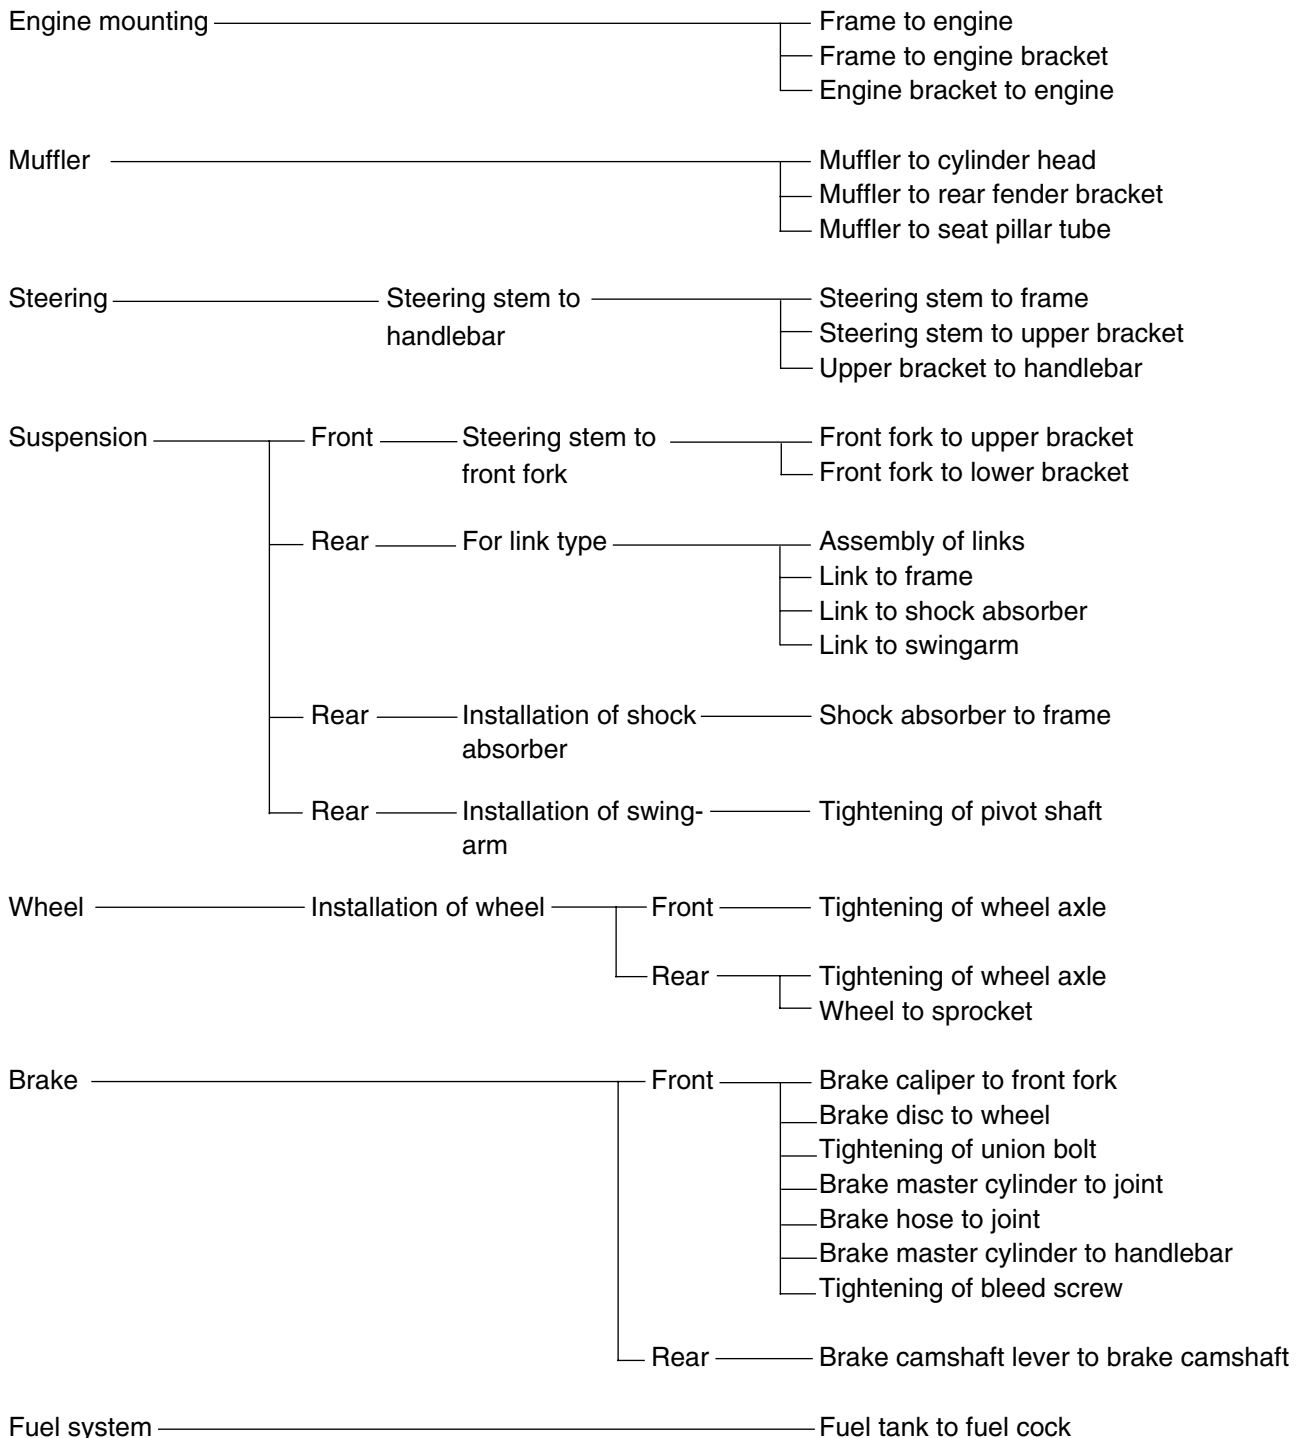 Engine mounting Frame to engine
Frame to engine bracket
Engine bracket to engine
Muffler Muffler to cylinder head
Muffler to rear fender bracket
Muffler to seat pillar tube
Steering Steering stem to Steering stem to frame
handlebar Steering stem to upper bracket
Upper bracket to handlebar
Suspension Front Steering stem to Front fork to upper bracket
front fork Front fork to lower bracket
Rear For link type Assembly of links
Link to frame
Link to shock absorber
Link to swingarm
Rear Installation of shock Shock absorber to frame
absorber
Rear Installation of swing- Tightening of pivot shaft
arm
Wheel Installation of wheel Front Tightening of wheel axle
Rear Tightening of wheel axle
Wheel to sprocket
Brake Front Brake caliper to front fork
Brake disc to wheel
Tightening of union bolt
Brake master cylinder to joint
Brake hose to joint
Brake master cylinder to handlebar
Tightening of bleed screw
Rear Brake camshaft lever to brake camshaft
Fuel system Fuel tank to fuel cock